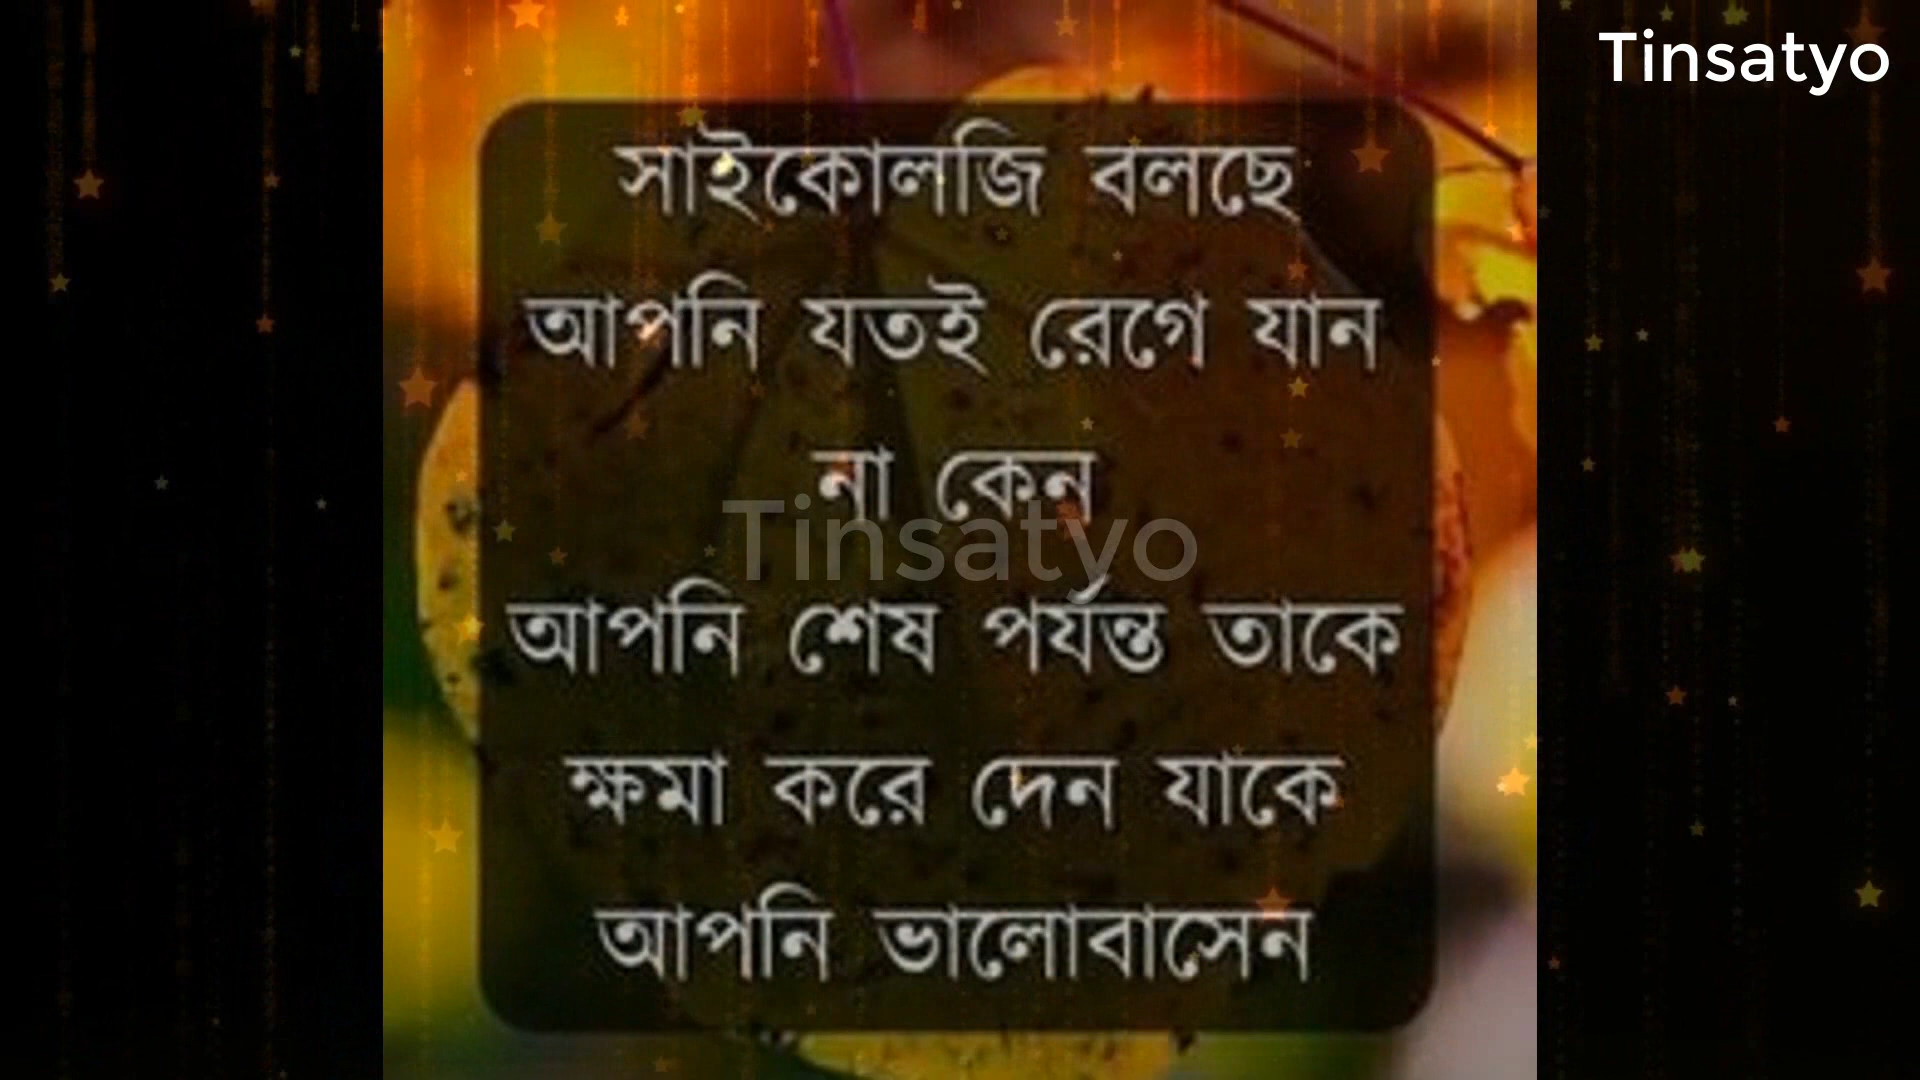 Tinsatyo
সাইকোলজি বলছে
আপনি যতই রেগে যান
না কেন
Tinsatyo
আপনি শেষ পর্যন্ত তাকে
ক্ষমা করে দেন যাকে
আপনি ভালোবাসেন